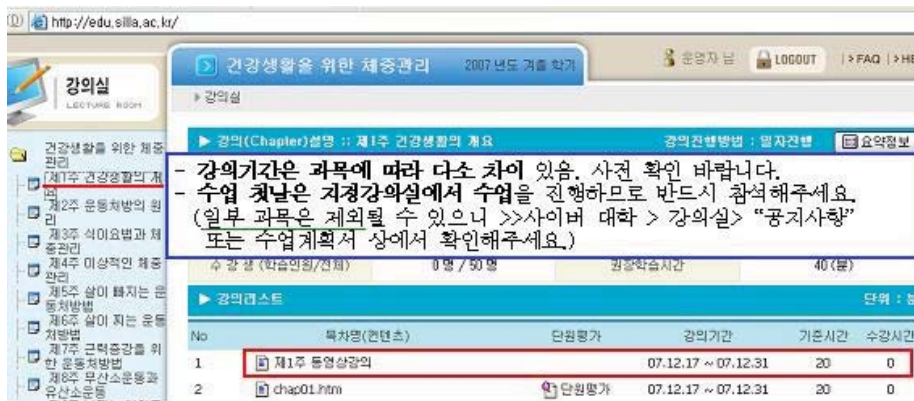 http://edu.silla.ac.kr/
강의실
LECTURE ROOM
건강생활을 위한 체중관리 2007년도 겨울 학기
운영자 님 LOGOUT >FAQ >HE
강의실
건강생활을 위한 체중
관리
제1주 건강생활의 개
요
제2주 운동처방의 원
리
제3주 식이요법과 체
중관리
제4주 이상적인 체중
관리
제5주 살이 빠지는 운
동처방법
제6주 살이 찌는 운동
처방법
제7주 근력증강를 위
한 운동처방법
제8주 무산소운동과
유산소운동
강의(Chapter)설명 :: 제1주 건강생활의 개요 강의진행방법 : 일자진행 요약정보
- 강의기간은 과목에 따라 다소 차이 있음. 사전 확인 바랍니다.
- 수업 첫날은 지정강의실에서 수업을 진행하므로 반드시 참석해주세요.
(일부 과목은 제외될 수 있으니 >>사이버 대학 > 강의실> “공지사항”
또는 수업계획서 상에서 확인해주세요.)
수 강 생 (학습인원/전체) 0 명 / 50 명 권장학습시간 40 (분)
강의리스트 단위 : 분
No 목차명(컨텐츠) 단원평가 강의기간 기준시간 수강시간
1 제1주 동영상강의 07.12.17 ~ 07.12.31 20 0
2 chap01.htm 단원평가 07.12.17 ~ 07.12.31 20 0